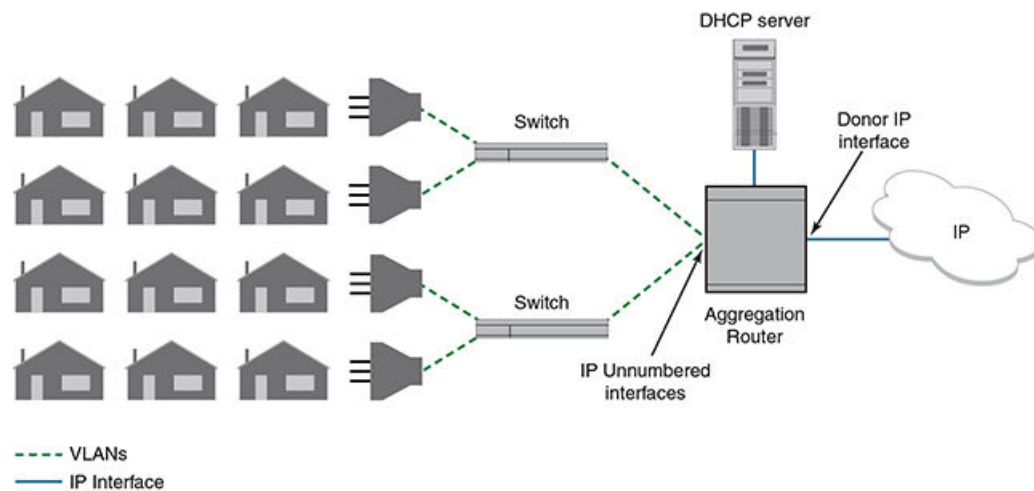 DHCP server
Switch
Donor IP
interface
IP
Switch
Aggregation
Router
IP Unnumbered
interfaces
VLANs
IP Interface